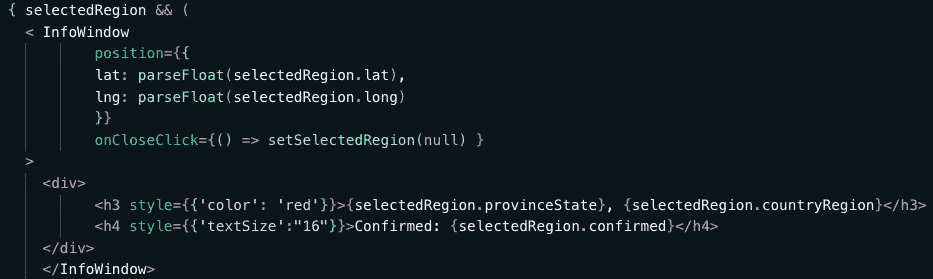 { selectedRegion && (
< InfoWindow
position={{
lat: parseFloat(selectedRegion.lat),
lng: parseFloat(selectedRegion.long)
}}
onCloseClick={() => setSelectedRegion(null) }
>
<div>
<h3 style={{'color': 'red'}}>{selectedRegion.provinceState}, {selectedRegion.countryRegion}</h3>
<h4 style={{'textSize':"16"}}>Confirmed: {selectedRegion.confirmed}</h4>
</div>
</InfoWindow>